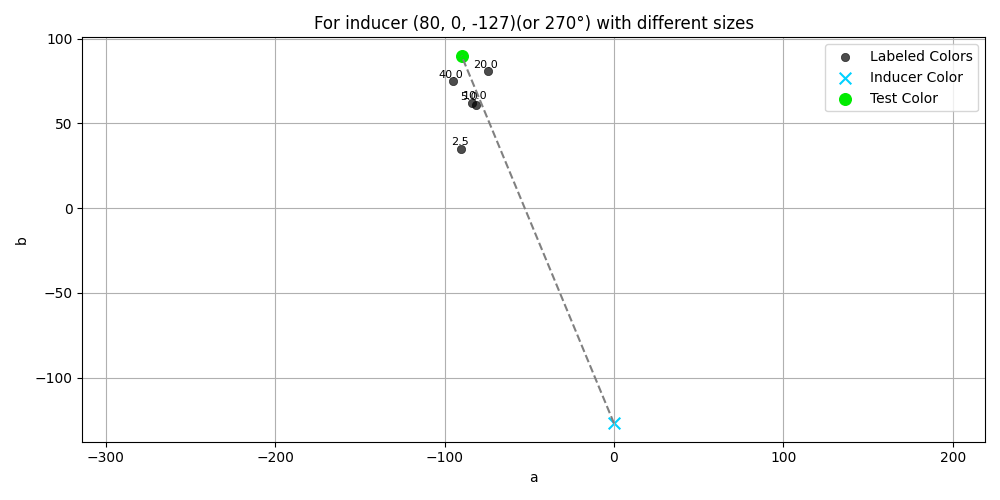 For inducer (80, 0, -127)(or 270°) with different sizes
100
50
0
−50
−100
b
−300
−200
−100
0
100
200
a
20.0
40.0
5.0
10.0
2.5
Labeled Colors
Inducer Color
Test Color